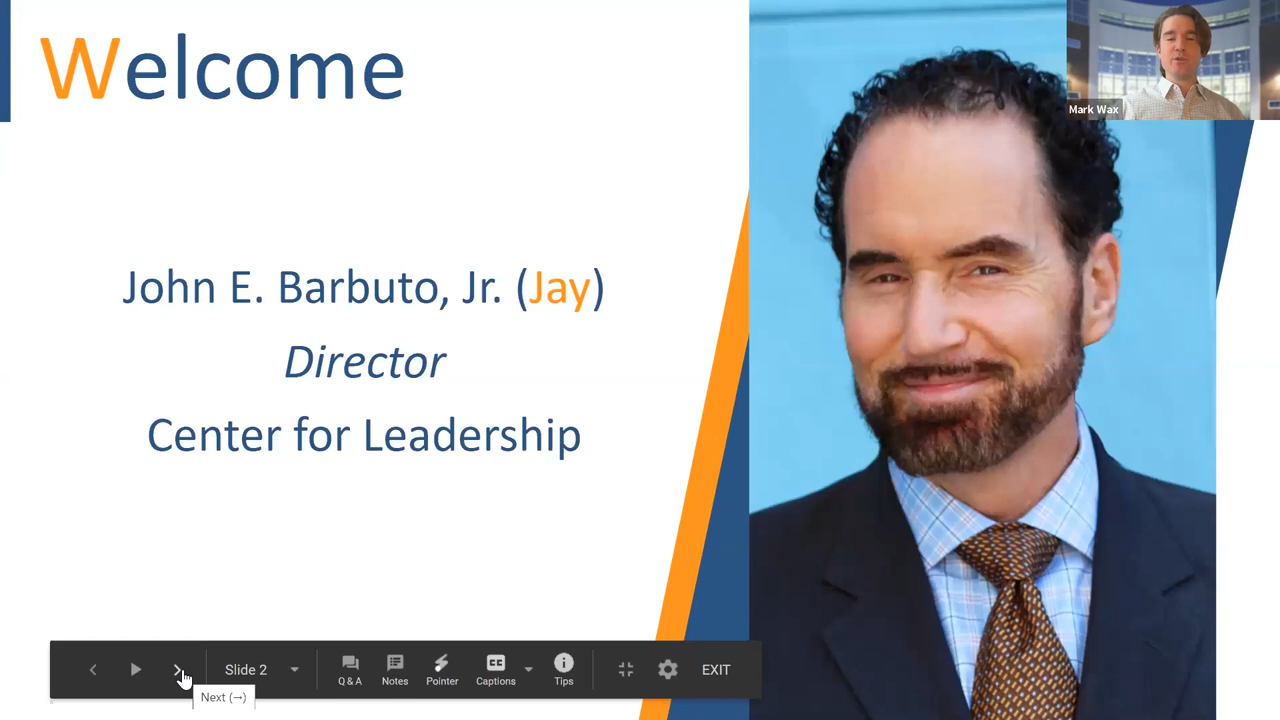 Welcome
Mark Wax
John E. Barbuto, Jr. (Jay)
Director
Center for Leadership
Slide 2
Q & A
Notes
Pointer
Captions
Tips
EXIT
Next (→)